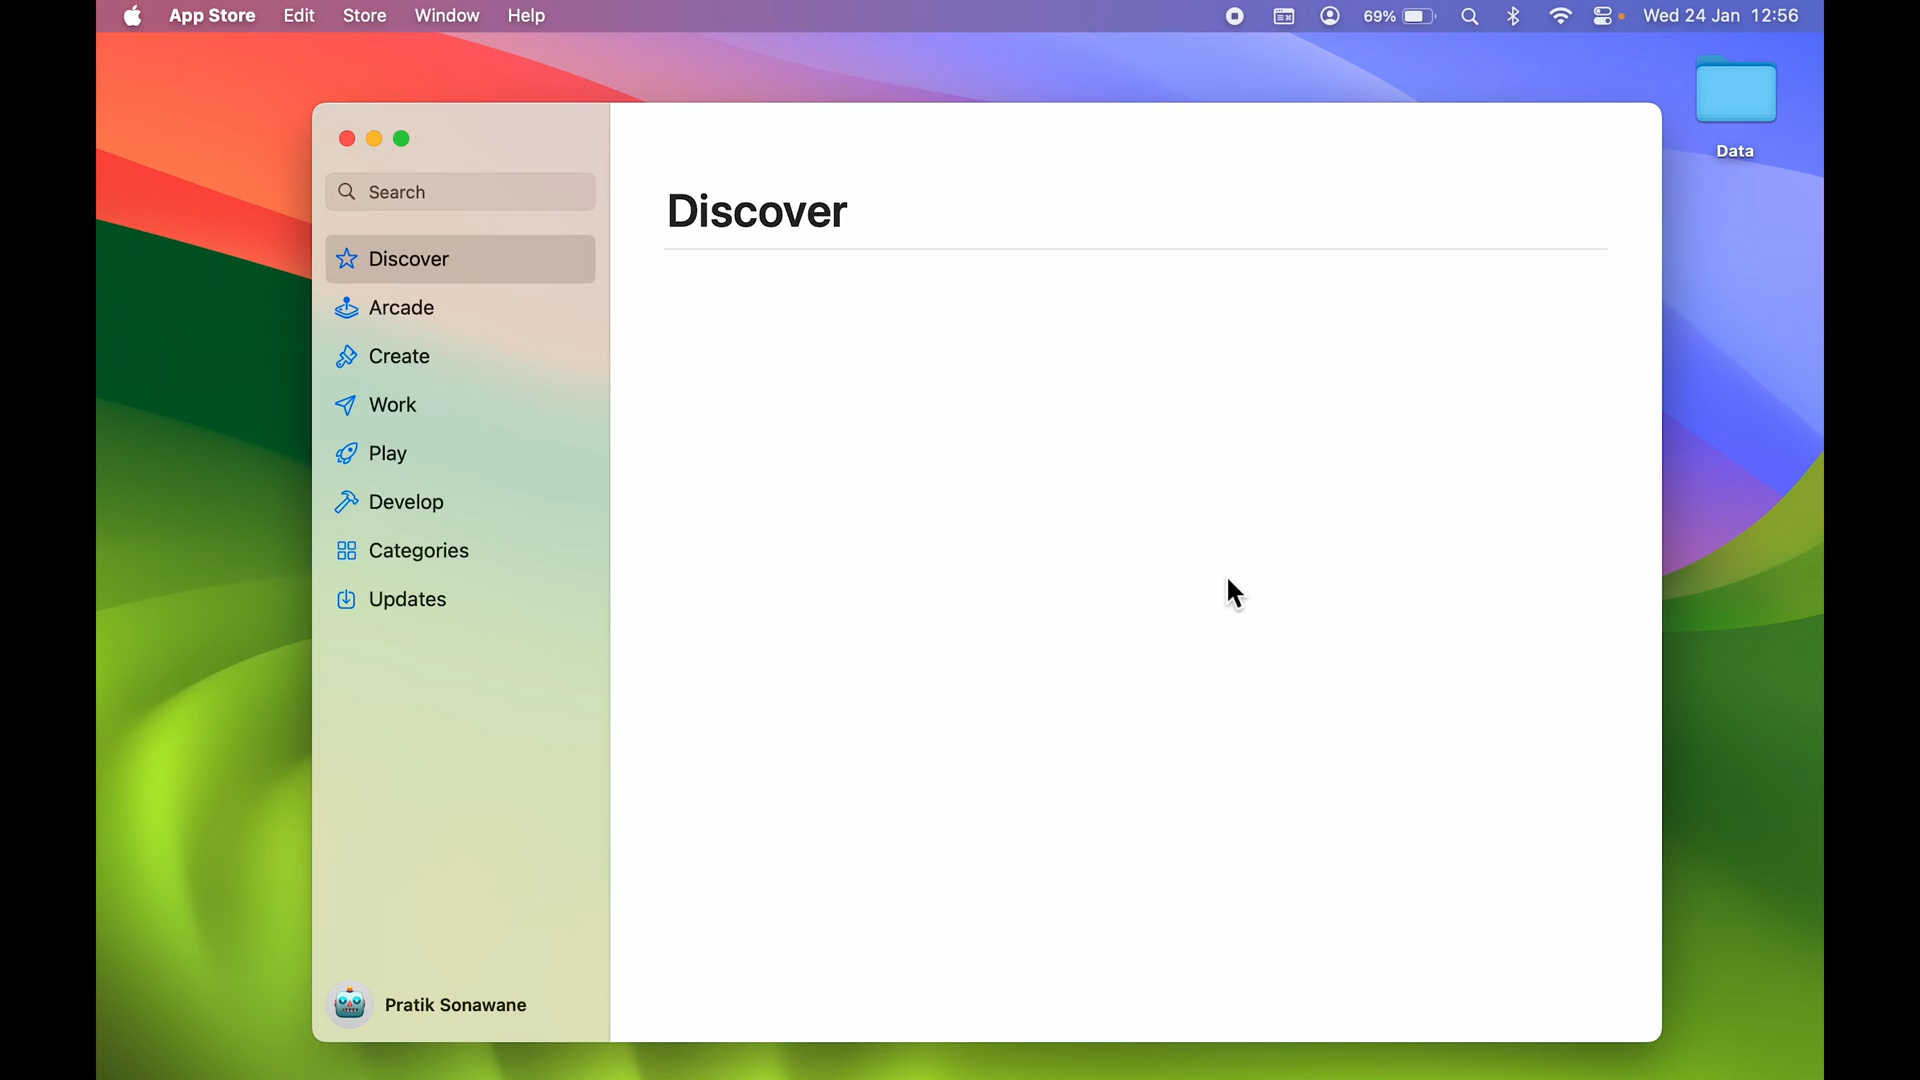 App Store Edit Store Window Help 69% Wed 24 Jan 12:56
Data
Search
Discover
Discover
Arcade
Create
Work
Play
Develop
Categories
Updates
Pratik Sonawane